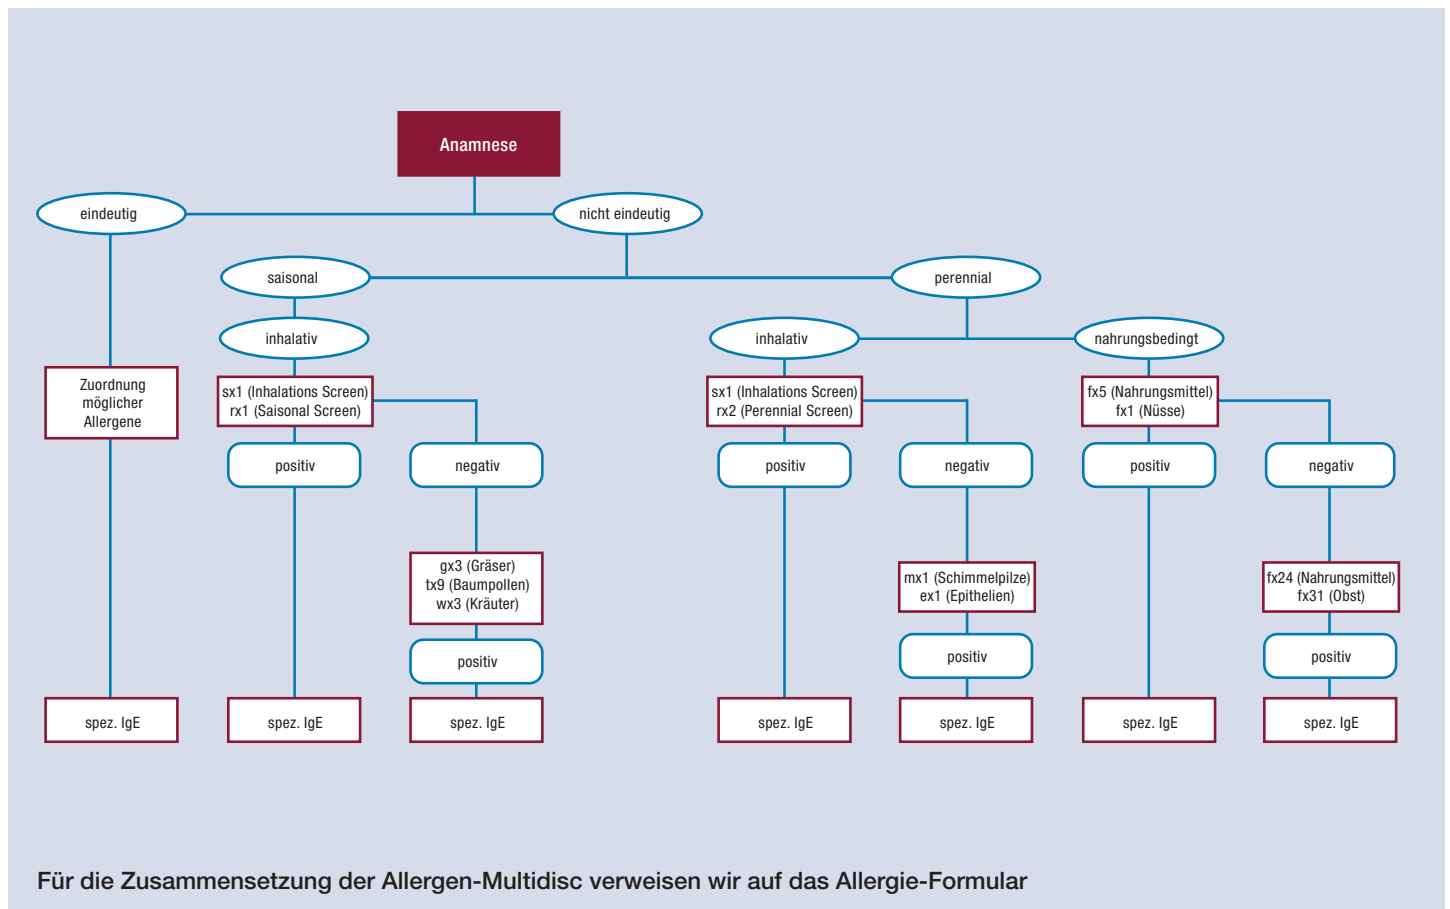 Anamnese
eindeutig
nicht eindeutig
saisonal
perennial
inhalativ
inhalativ
nahrungsbedingt
Zuordnung
möglicher
Allergene
sx1 (Inhalations Screen)
rx1 (Saisonal Screen)
sx1 (Inhalations Screen)
rx2 (Perennial Screen)
fx5 (Nahrungsmittel)
fx1 (Nüsse)
positiv
negativ
positiv
negativ
positiv
negativ
gx3 (Gräser)
tx9 (Baumpollen)
wx3 (Kräuter)
mx1 (Schimmelpilze)
ex1 (Epithelien)
fx24 (Nahrungsmittel)
fx31 (Obst)
positiv
positiv
positiv
spez. IgE
spez. IgE
spez. IgE
spez. IgE
spez. IgE
spez. IgE
spez. IgE
Für die Zusammensetzung der Allergen-Multidisc verweisen wir auf das Allergie-Formular